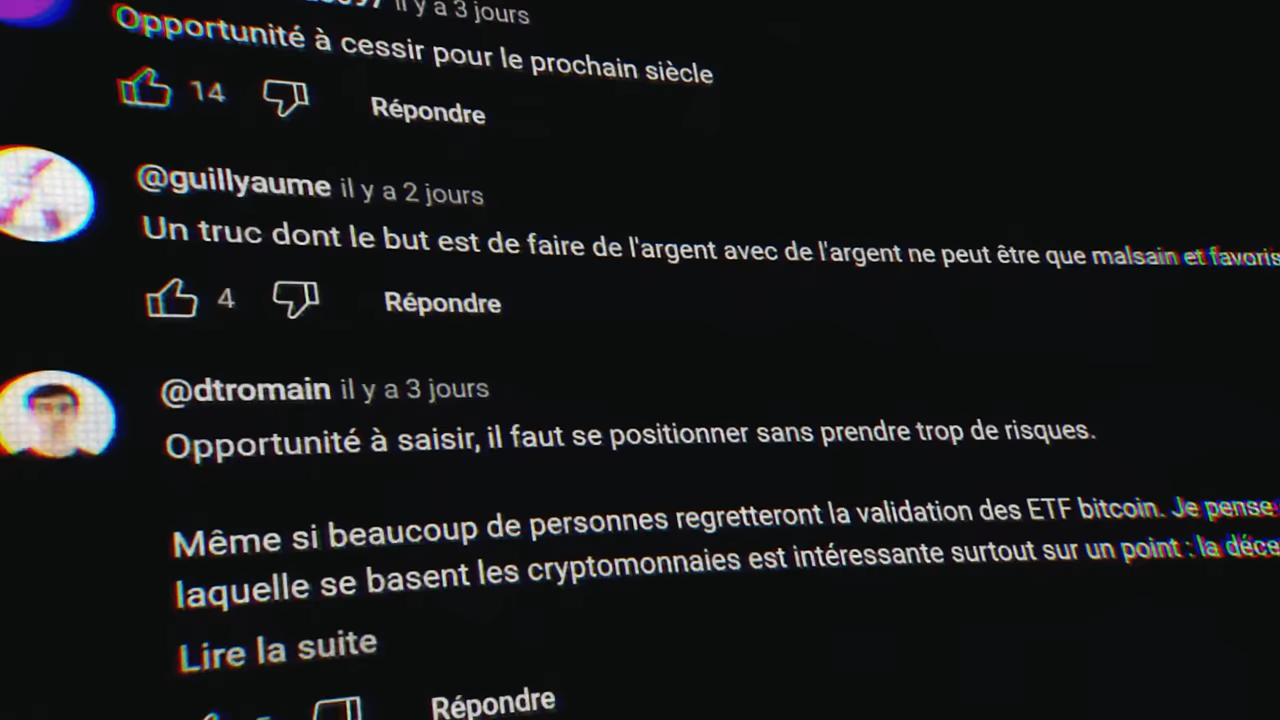 il y a 3 jours
Opportunité à cessir pour le prochain siècle
14 Répondre
@guillyaume il y a 2 jours
Un truc dont le but est de faire de l'argent avec de l'argent ne peut être que malsain et favoris
4 Répondre
@dtromain il y a 3 jours
Opportunité à saisir, il faut se positionner sans prendre trop de risques.
Même si beaucoup de personnes regretteront la validation des ETF bitcoin. Je pense
laquelle se basent les cryptomonnaies est intéressante surtout sur un point : la déce
Lire la suite
Répondre